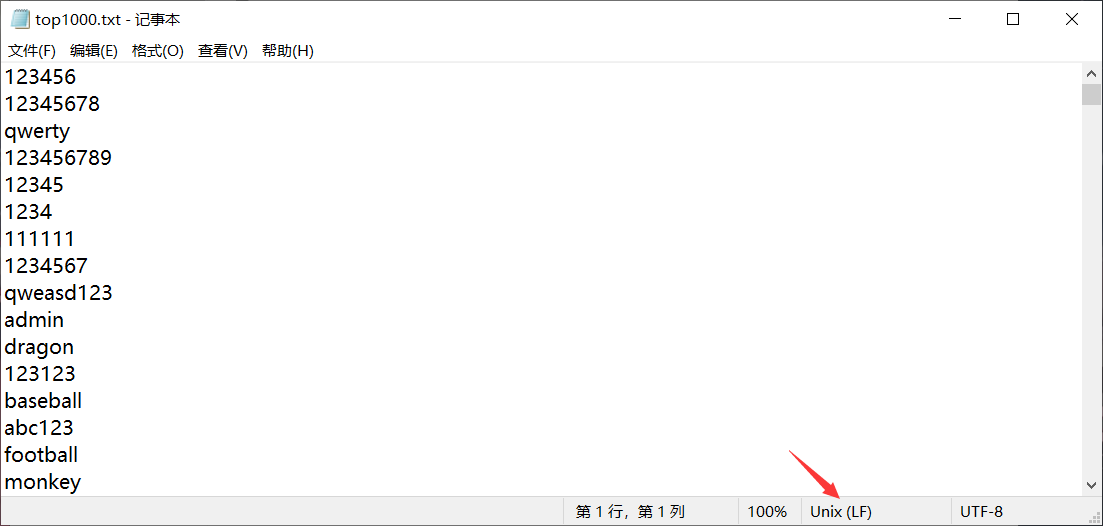 top1000.txt - 记事本
文件(F) 编辑(E) 格式(O) 查看(V) 帮助(H)
123456
12345678
qwerty
123456789
12345
1234
111111
1234567
qweasd123
admin
dragon
123123
baseball
abc123
football
monkey
第 1 行，第 1 列 100% Unix (LF) UTF-8